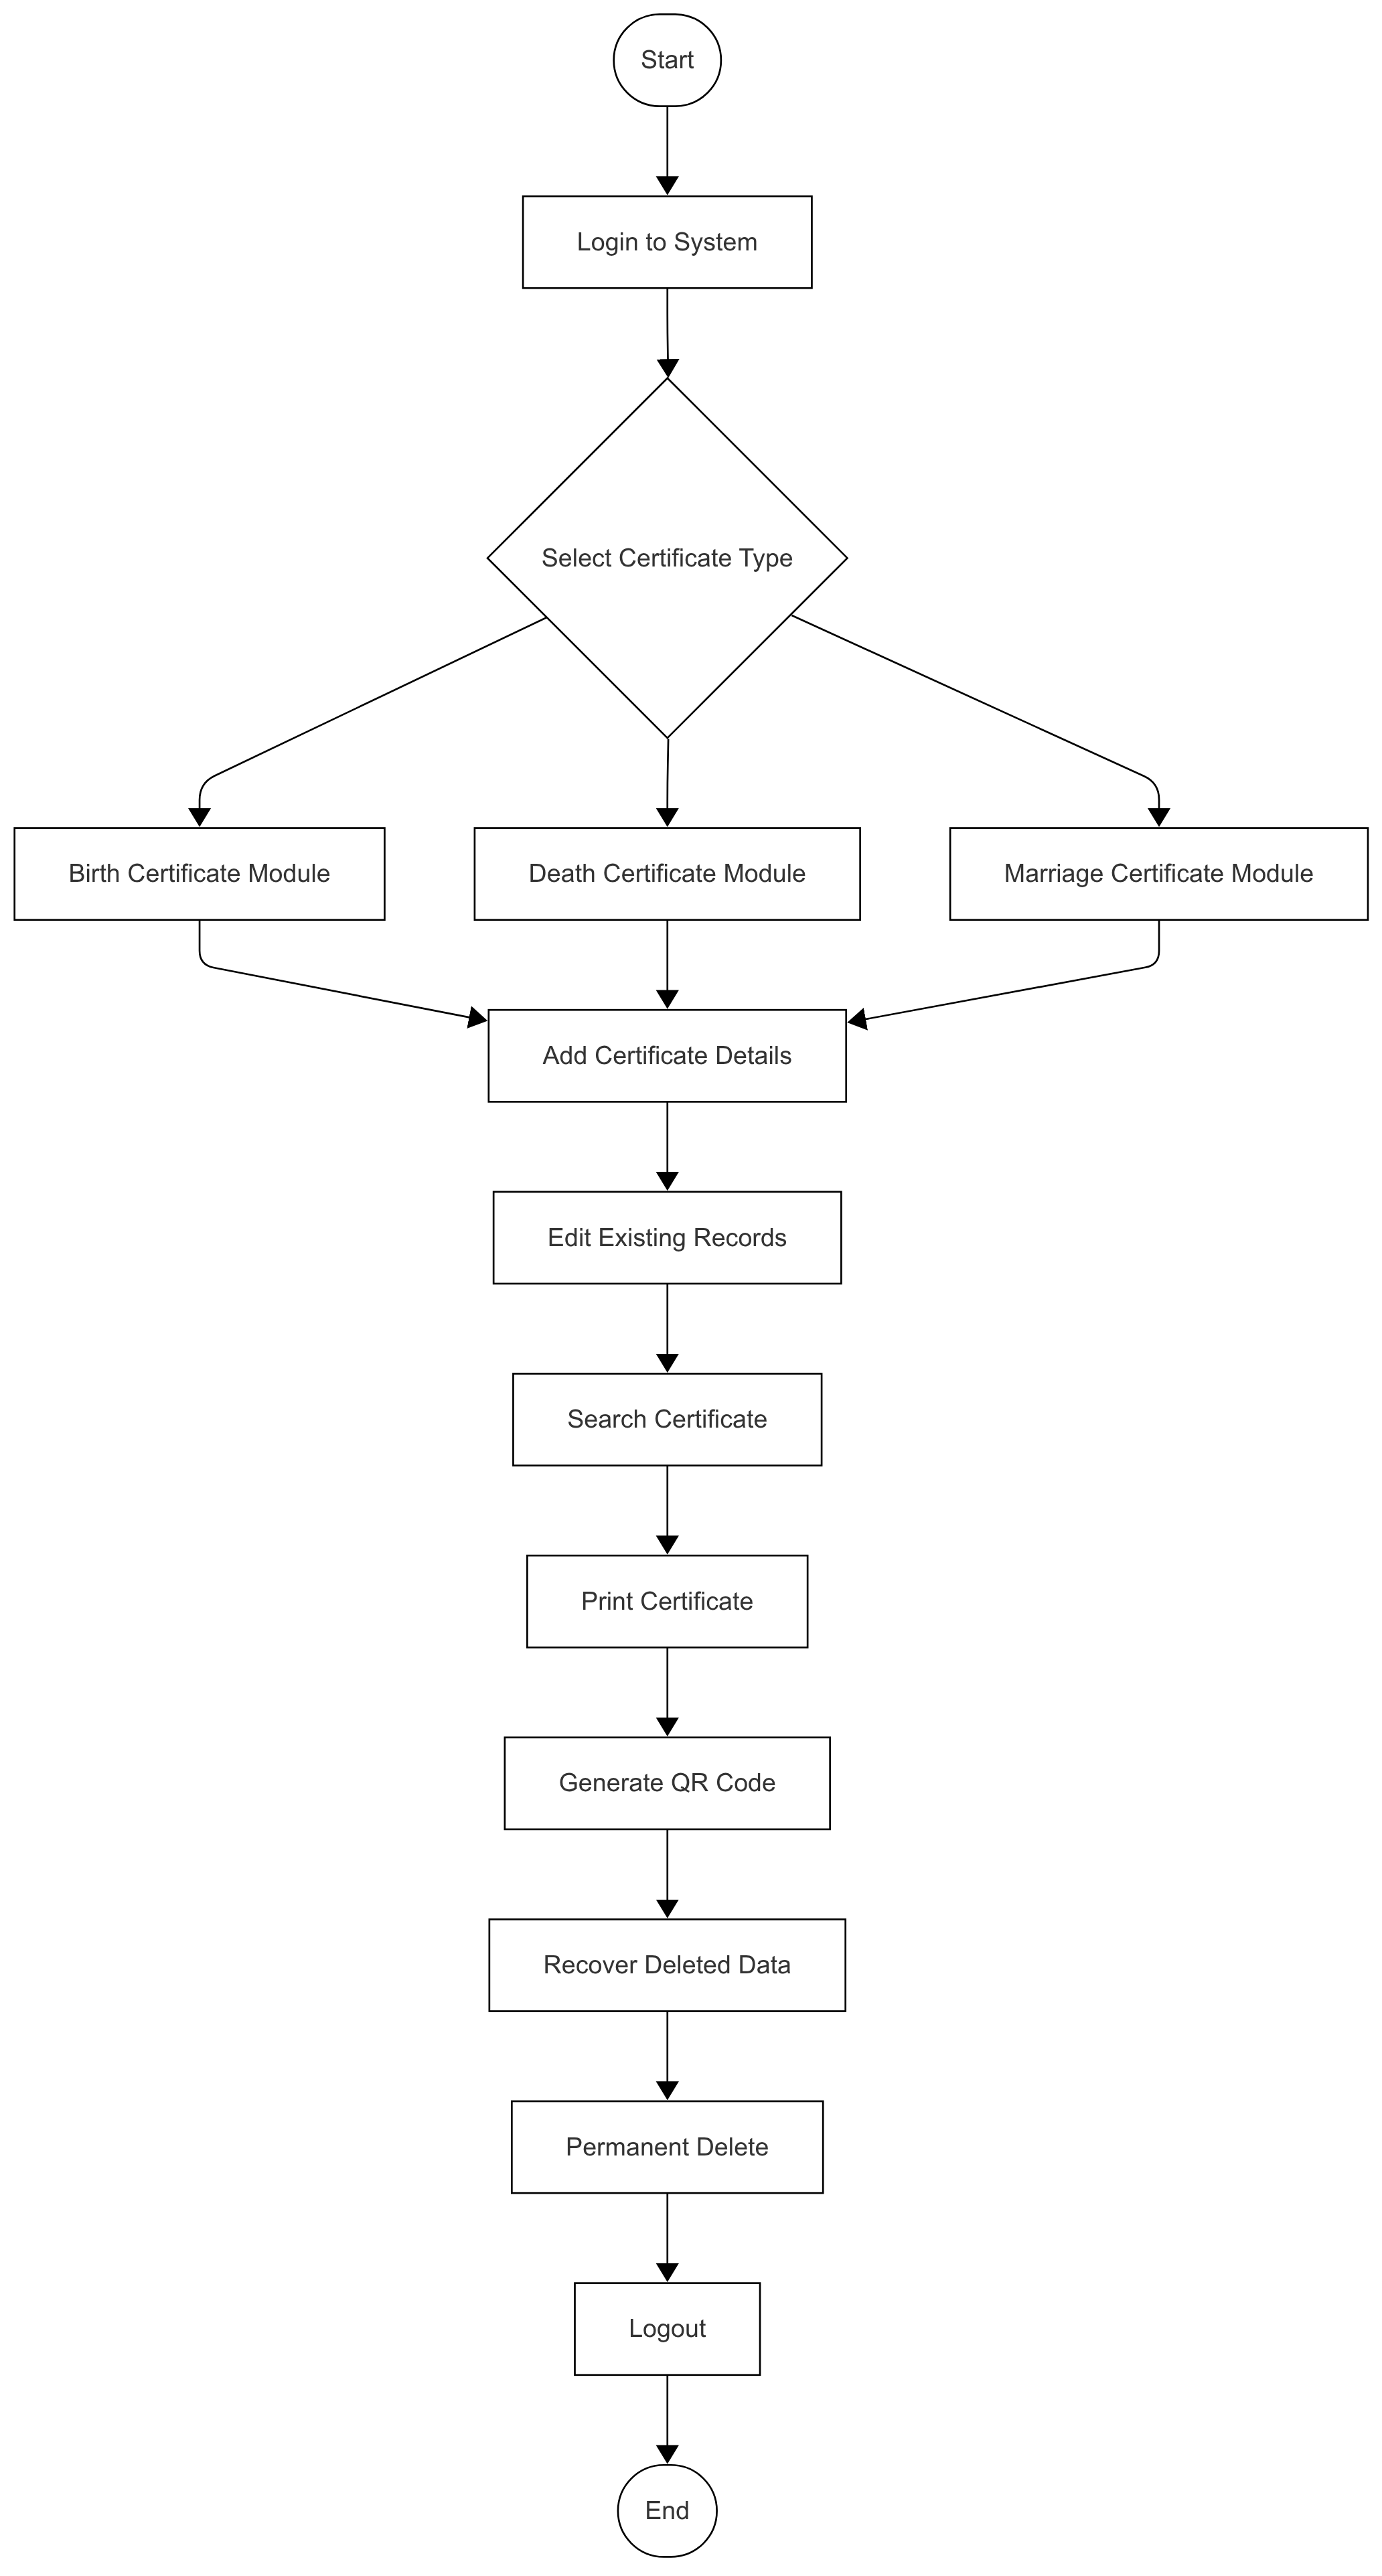 Start
Login to System
Select Certificate Type
Birth Certificate Module
Death Certificate Module
Marriage Certificate Module
Add Certificate Details
Edit Existing Records
Search Certificate
Print Certificate
Generate QR Code
Recover Deleted Data
Permanent Delete
Logout
End